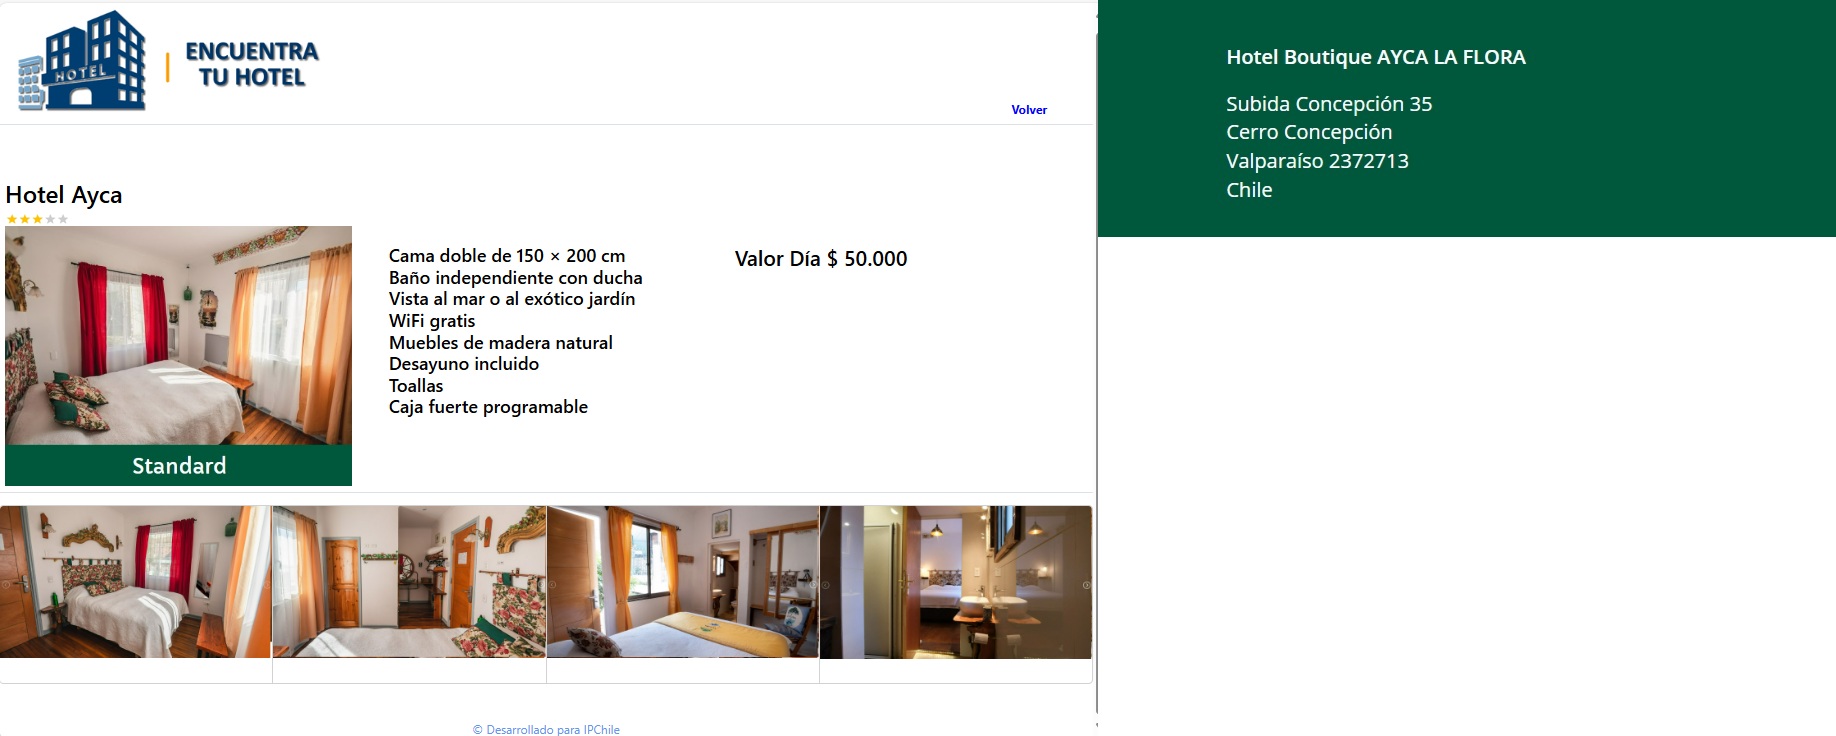 HOTEL
ENCUENTRA
TU HOTEL
Volver
Hotel Ayca
Cama doble de 150 × 200 cm
Baño independiente con ducha
Vista al mar o al exótico jardín
WiFi gratis
Muebles de madera natural
Desayuno incluido
Toallas
Caja fuerte programable
Valor Día $ 50.000
Standard
© Desarrollado para IPChile
Hotel Boutique AYCA LA FLORA
Subida Concepción 35
Cerro Concepción
Valparaíso 2372713
Chile